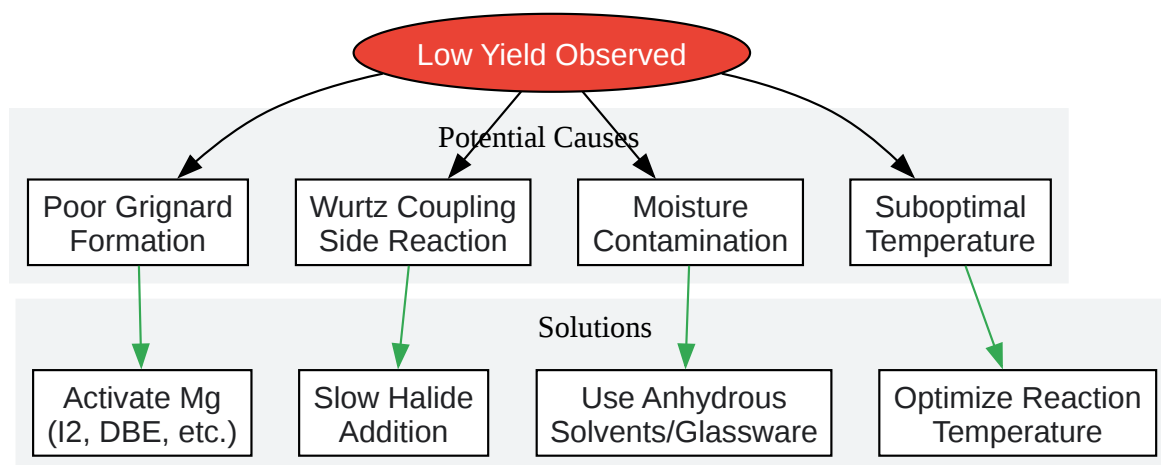 Low Yield Observed
Potential Causes
Poor Grignard
Formation
Wurtz Coupling
Side Reaction
Moisture
Contamination
Suboptimal
Temperature
Solutions
Activate Mg
(I2, DBE, etc.)
Slow Halide
Addition
Use Anhydrous
Solvents/Glassware
Optimize Reaction
Temperature